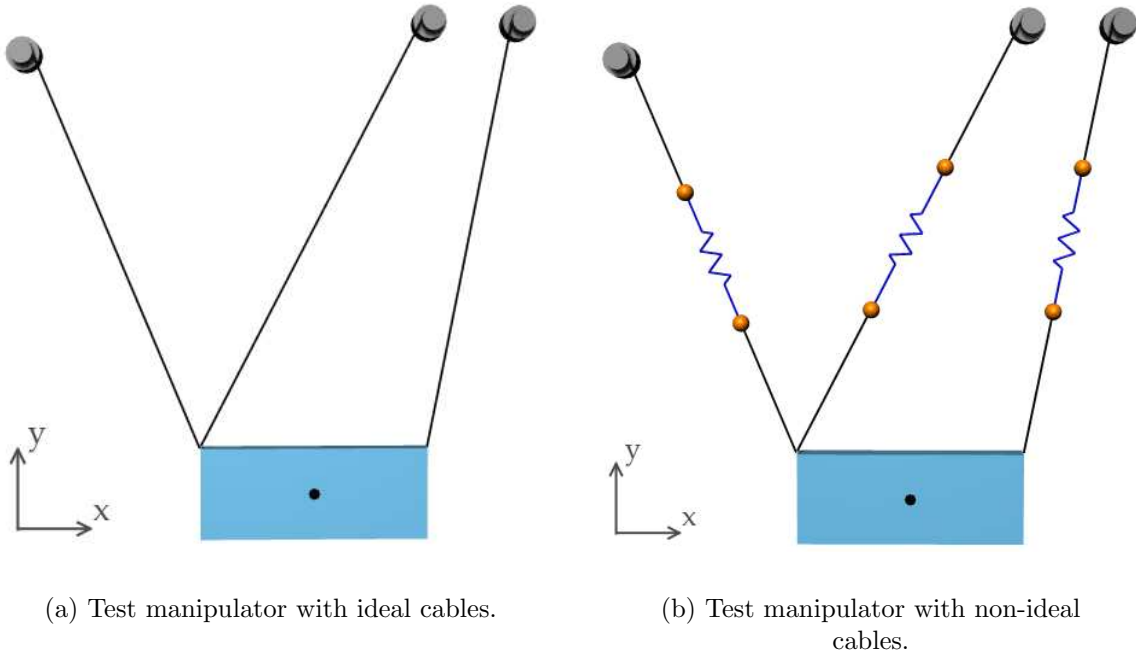 y
x
y
x
(a) Test manipulator with ideal cables.
(b) Test manipulator with non-ideal
cables.